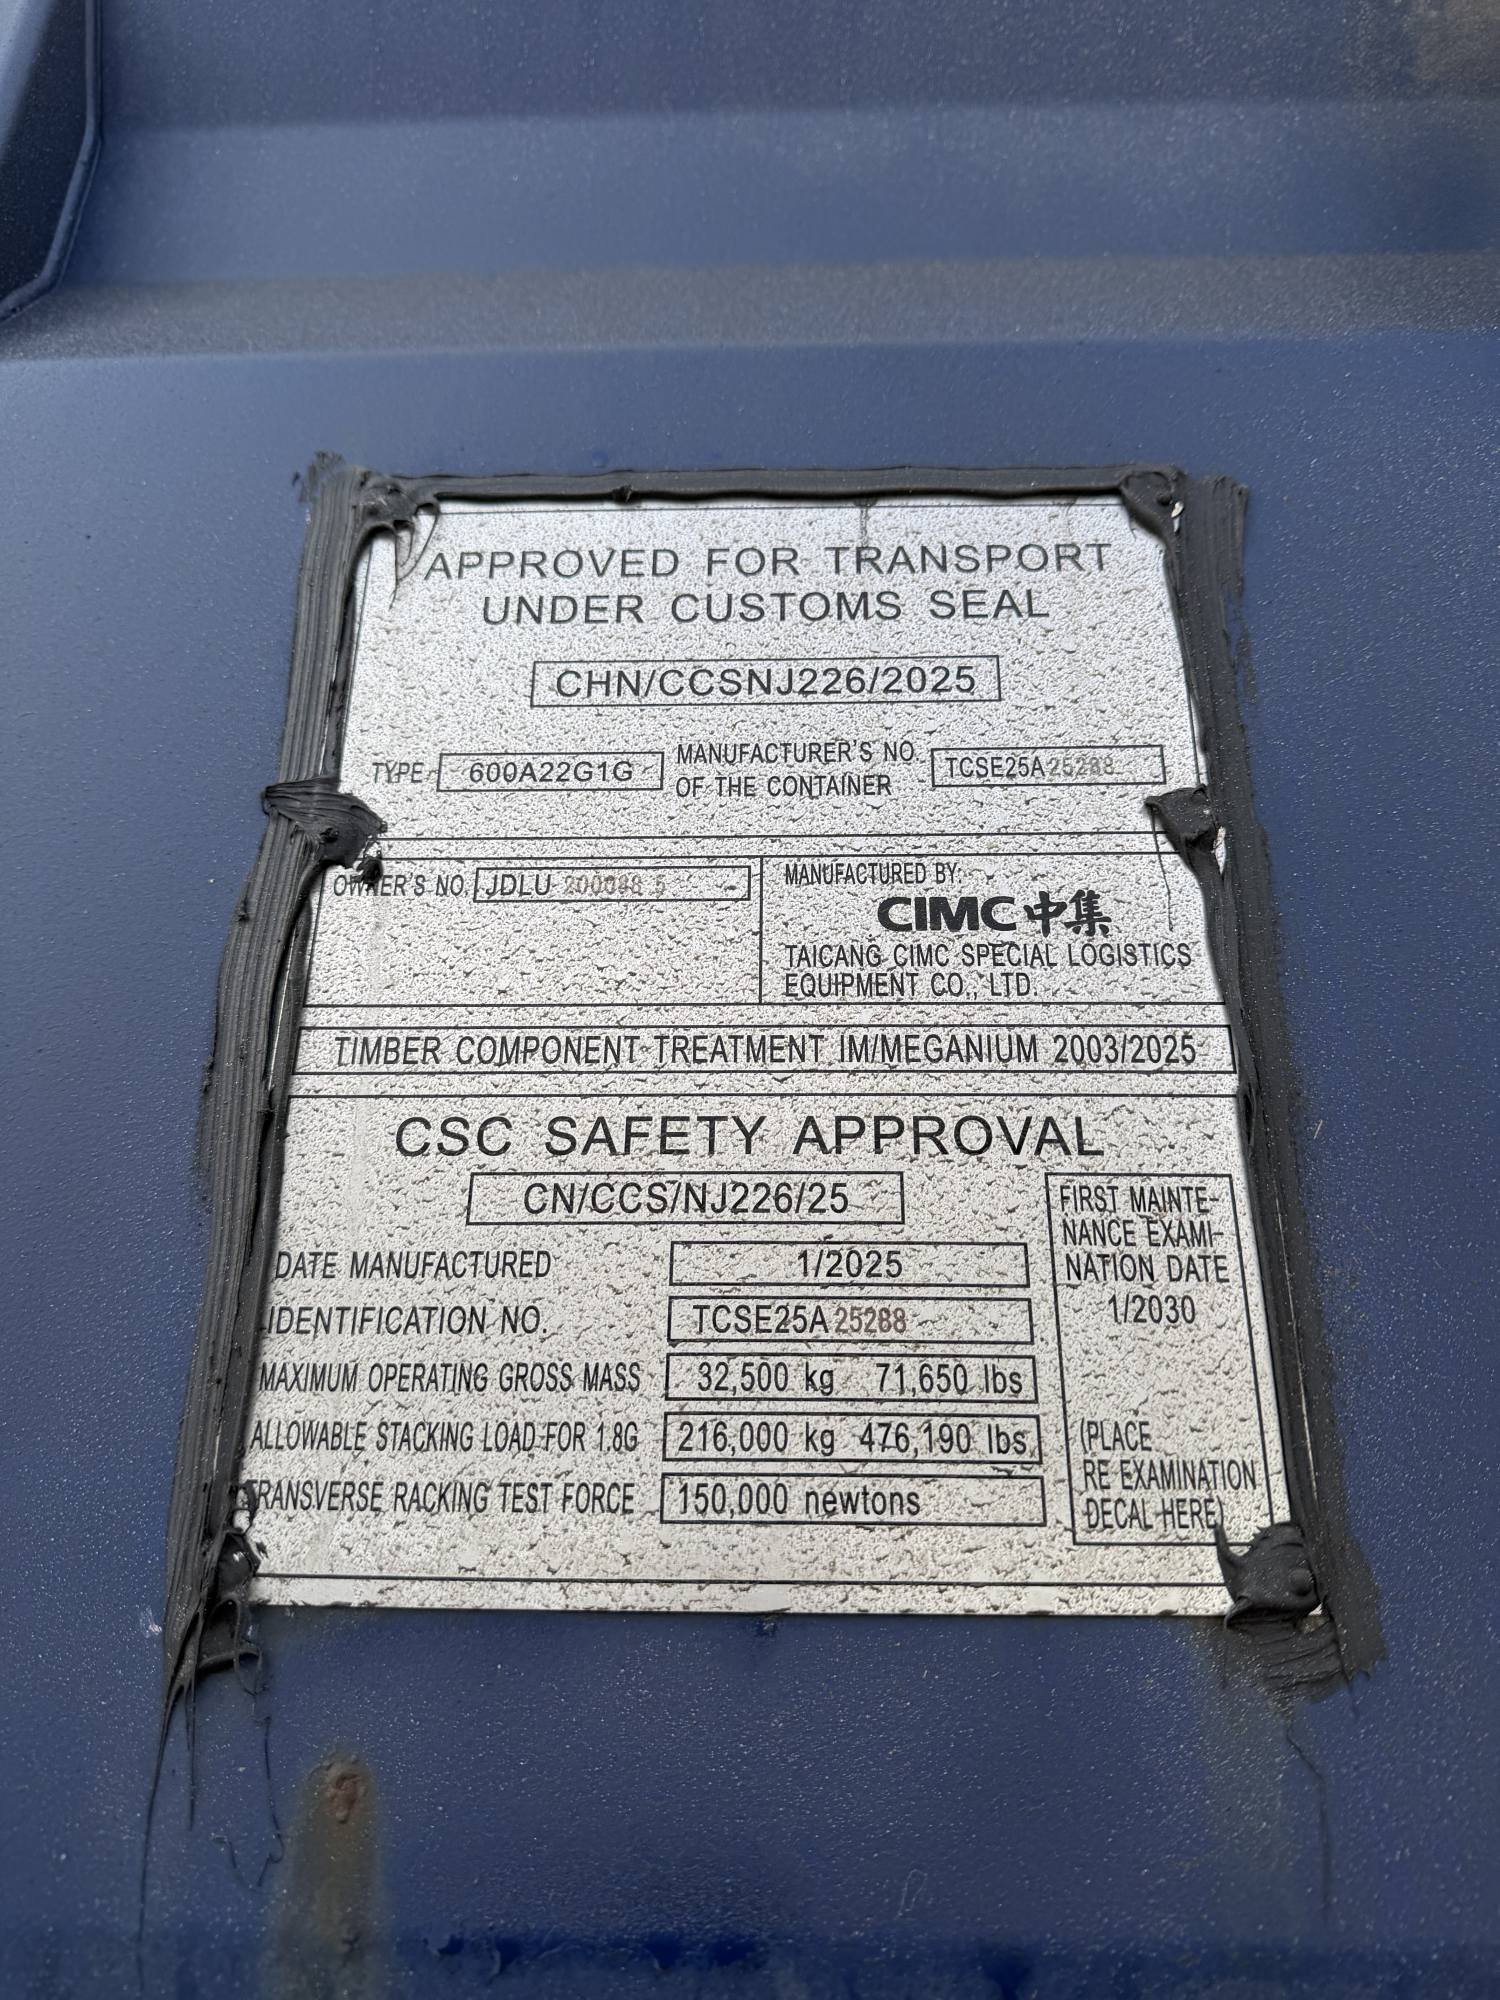 APPROVED FOR TRANSPORT
UNDER CUSTOMS SEAL
CHN/CCSNJ226/2025
TYPE 600A22G1G MANUFACTURER'S NO. OF THE CONTAINER TCSE25A25288
OWNER'S NO. JDLU
MANUFACTURED BY:
CIMC 中集
TAICANG CIMC SPECIAL LOGISTICS
EQUIPMENT CO., LTD.
TIMBER COMPONENT TREATMENT IM/MEGANIUM 2003/2025
CSC SAFETY APPROVAL
CN/CCS/NJ226/25
DATE MANUFACTURED 1/2025
IDENTIFICATION NO. TCSE25A25288
MAXIMUM OPERATING GROSS MASS 32,500 kg 71,650 lbs
ALLOWABLE STACKING LOAD FOR 1.8G 216,000 kg 476,190 lbs
TRANSVERSE RACKING TEST FORCE 150,000 newtons
FIRST MAINTE-
NANCE EXAMI-
NATION DATE
1/2030
(PLACE
RE EXAMINATION
DECAL HERE)